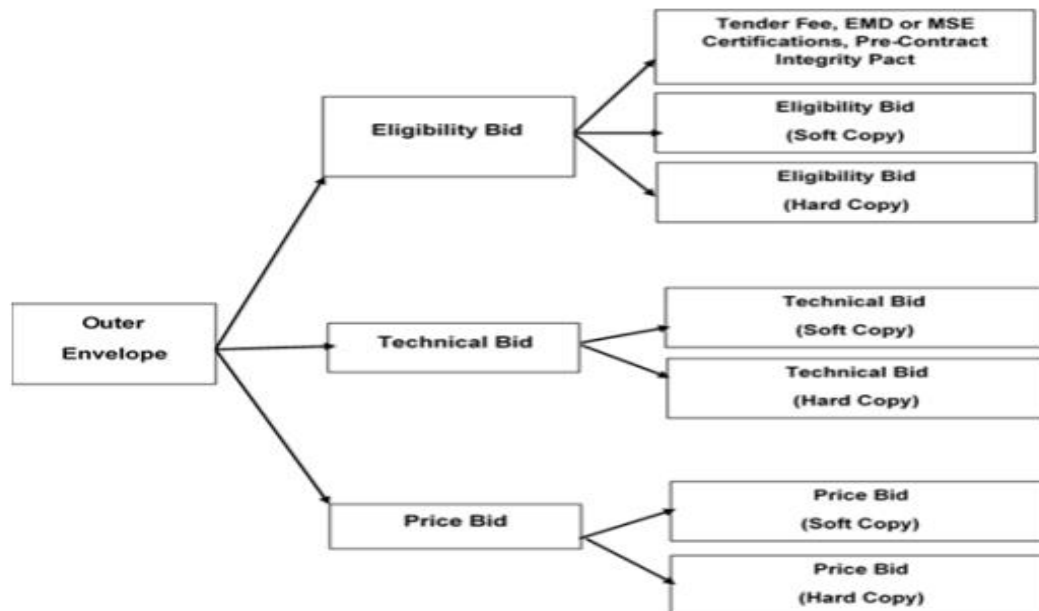 Tender Fee, EMD or MSE
Certifications, Pre-Contract
Integrity Pact
Eligibility Bid
Eligibility Bid
(Soft Copy)
Eligibility Bid
(Hard Copy)
Outer
Envelope
Technical Bid
Technical Bid
(Soft Copy)
Technical Bid
(Hard Copy)
Price Bid
Price Bid
(Soft Copy)
Price Bid
(Hard Copy)